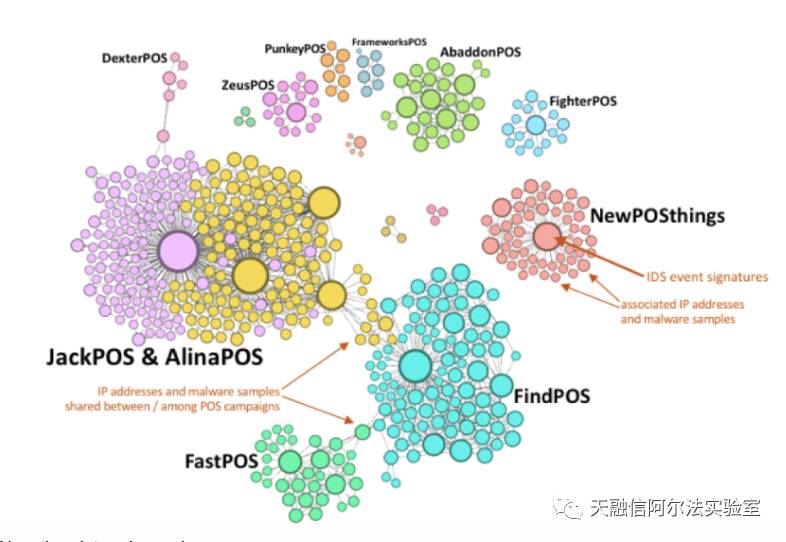 PunkeyPOS
FrameworksPOS
DexterPOS
AbaddonPOS
ZeusPOS
FighterPOS
NewPOSthings
IDS event signatures
associated IP addresses
and malware samples
JackPOS & AlinaPOS
IP addresses and malware samples
shared between / among POS campaigns
FindPOS
FastPOS
天融信阿尔法实验室